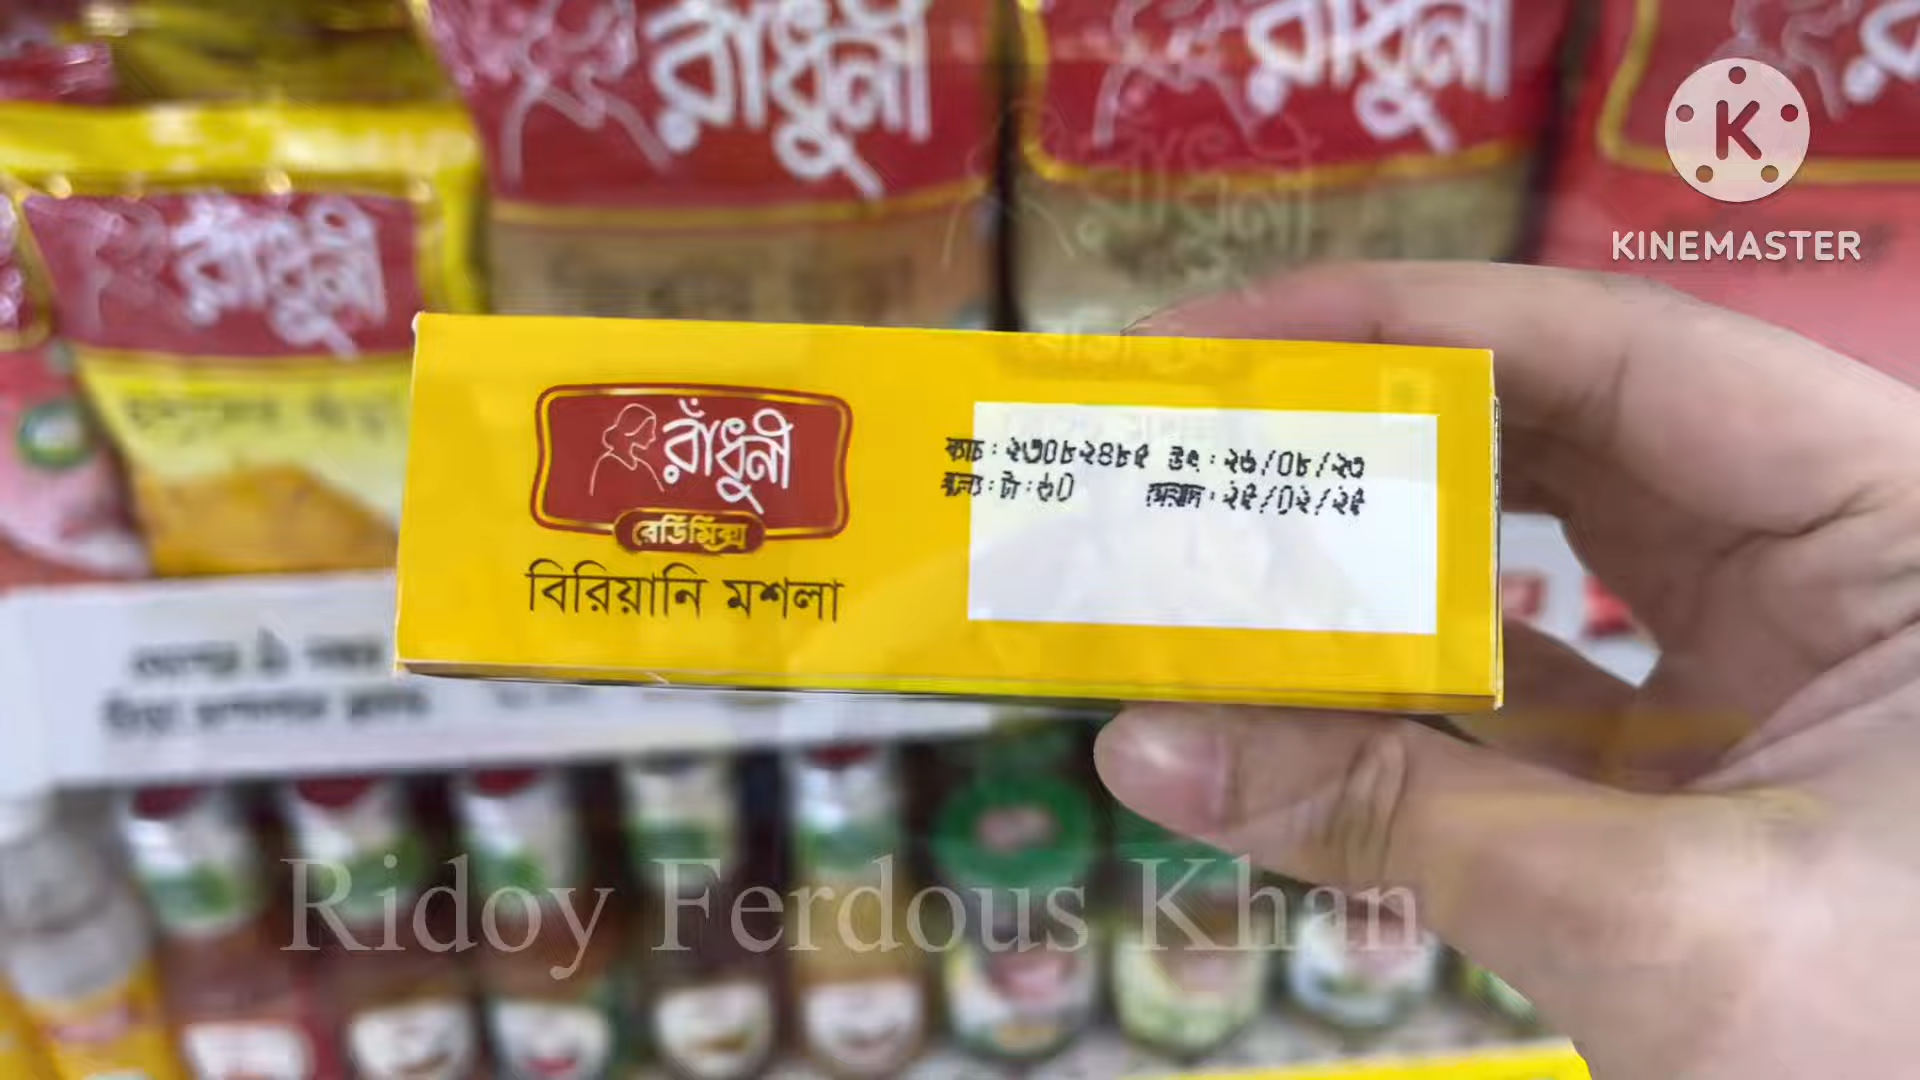 রাঁধুনী
রাঁধুনী
রাঁধুনী
KINEMASTER
রাঁধুনী
রেডিমিক্স
বিরিয়ানি মশলা
ব্যাচ : ২৩০৮২৪৮৫ উৎ : ২৬/০৮/২৩
মূল্য : টা : ৬০ মেয়াদ : ২৫/০২/২৫
Ridoy Ferdous Khan